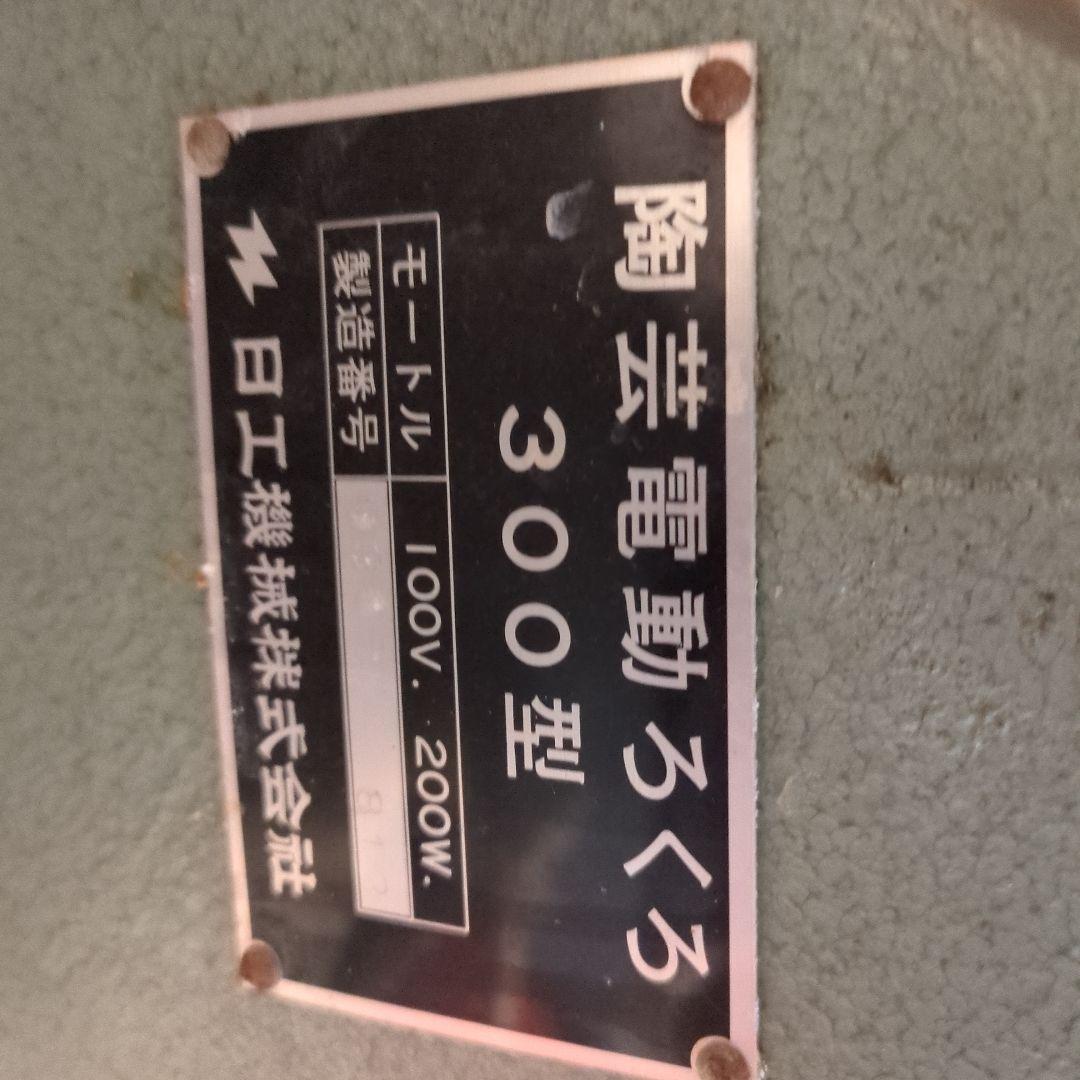 陶芸電動ろくろ
300型
モートル 100V. 200W.
製造番号
日工機械株式会社